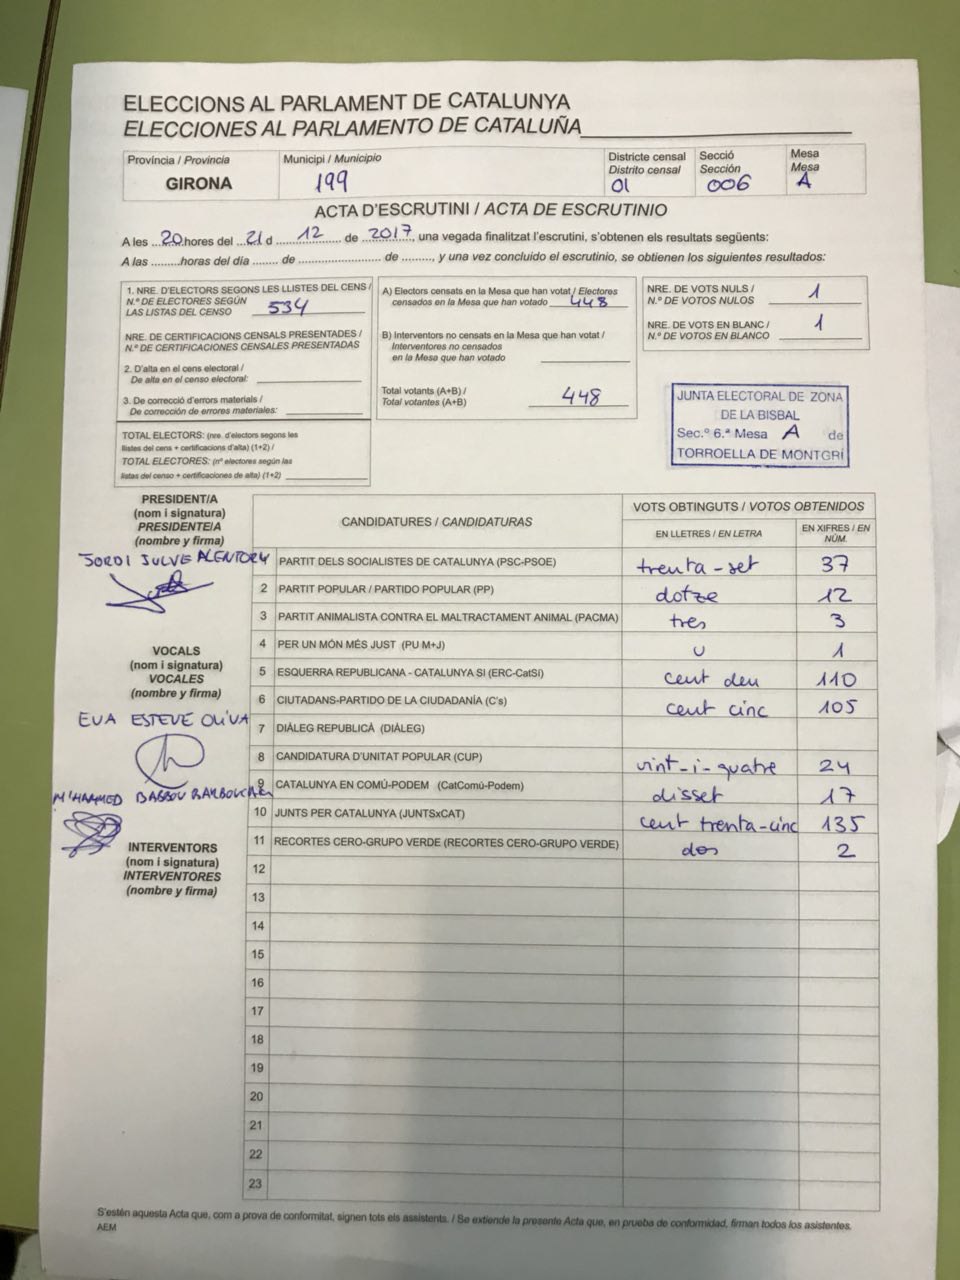 ELECCIONS AL PARLAMENT DE CATALUNYA
ELECCIONES AL PARLAMENTO DE CATALUÑA
Província / Provincia
GIRONA
Municipi / Municipio
199
Districte censal
Distrito censal
01
Secció
Sección
006
Mesa
Mesa
A
ACTA D'ESCRUTINI / ACTA DE ESCRUTINIO
A les ...20.hores del ..21 d ......12...... de ..2017., una vegada finalitzat l'escrutini, s'obtenen els resultats següents:
A las .........horas del día ....... de ........................ de ........., y una vez concluido el escrutinio, se obtienen los siguientes resultados:
1. NRE. D'ELECTORS SEGONS LES LLISTES DEL CENS /
N.º DE ELECTORES SEGÚN
LAS LISTAS DEL CENSO 534
NRE. DE CERTIFICACIONS CENSALS PRESENTADES /
N.º DE CERTIFICACIONES CENSALES PRESENTADAS
2. D'alta en el cens electoral /
De alta en el censo electoral:
3. De correcció d'errors materials /
De corrección de errores materiales:
TOTAL ELECTORS: (nre. d'electors segons les
llistes del cens + certificacions d'alta) (1+2) /
TOTAL ELECTORES: (nº electores según las
listas del censo + certificaciones de alta) (1+2)
A) Electors censats en la Mesa que han votat / Electores
censados en la Mesa que han votado 448
B) Interventors no censats en la Mesa que han votat /
Interventores no censados
en la Mesa que han votado
Total votants (A+B) /
Total votantes (A+B) 448
NRE. DE VOTS NULS /
N.º DE VOTOS NULOS 1
NRE. DE VOTS EN BLANC /
N.º DE VOTOS EN BLANCO 1
JUNTA ELECTORAL DE ZONA
DE LA BISBAL
Sec.º 6.ª Mesa A de
TORROELLA DE MONTGRÍ
PRESIDENT/A
(nom i signatura)
PRESIDENTE/A
(nombre y firma)
JORDI JULVE ALENTORN
VOCALS
(nom i signatura)
VOCALES
(nombre y firma)
EVA ESTEVE OLIVA
INTERVENTORS
(nom i signatura)
INTERVENTORES
(nombre y firma)
CANDIDATURES / CANDIDATURAS
VOTS OBTINGUTS / VOTOS OBTENIDOS
EN LLETRES / EN LETRA
EN XIFRES / EN NÚM.
1 PARTIT DELS SOCIALISTES DE CATALUNYA (PSC-PSOE) trenta-set 37
2 PARTIT POPULAR / PARTIDO POPULAR (PP) dotze 12
3 PARTIT ANIMALISTA CONTRA EL MALTRACTAMENT ANIMAL (PACMA) tres 3
4 PER UN MÓN MÉS JUST (PU M+J) u 1
5 ESQUERRA REPUBLICANA - CATALUNYA SI (ERC-CatSI) cent deu 110
6 CIUTADANS-PARTIDO DE LA CIUDADANÍA (C's) cent cinc 105
7 DIÀLEG REPUBLICÀ (DIÀLEG)
8 CANDIDATURA D'UNITAT POPULAR (CUP) vint-i-quatre 24
9 CATALUNYA EN COMÚ-PODEM (CatComú-Podem) disset 17
10 JUNTS PER CATALUNYA (JUNTSxCAT) cent trenta-cinc 135
11 RECORTES CERO-GRUPO VERDE (RECORTES CERO-GRUPO VERDE) dos 2
12
13
14
15
16
17
18
19
20
21
22
23
S'estén aquesta Acta que, com a prova de conformitat, signen tots els assistents. / Se extiende la presente Acta que, en prueba de conformidad, firman todos los asistentes.
AEM